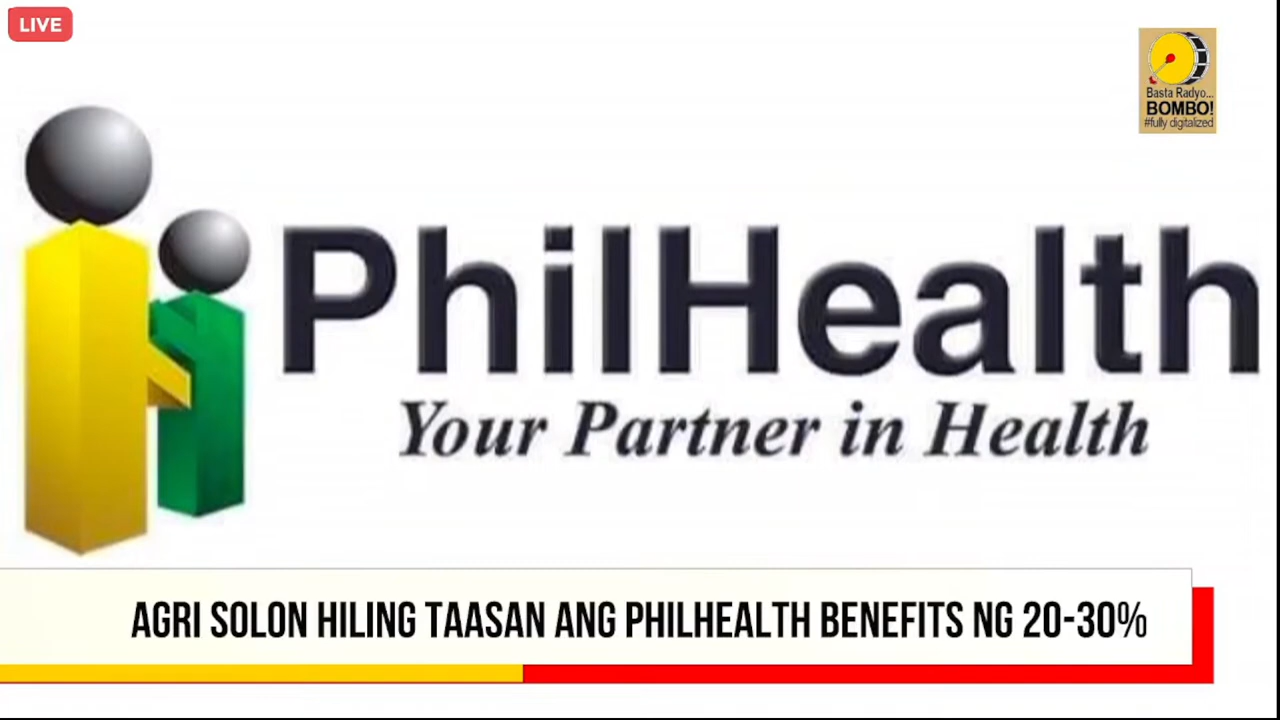 LIVE
Basta Radyo...
BOMBO!
#fully digitalized
PhilHealth
Your Partner in Health
AGRI SOLON HILING TAASAN ANG PHILHEALTH BENEFITS NG 20-30%